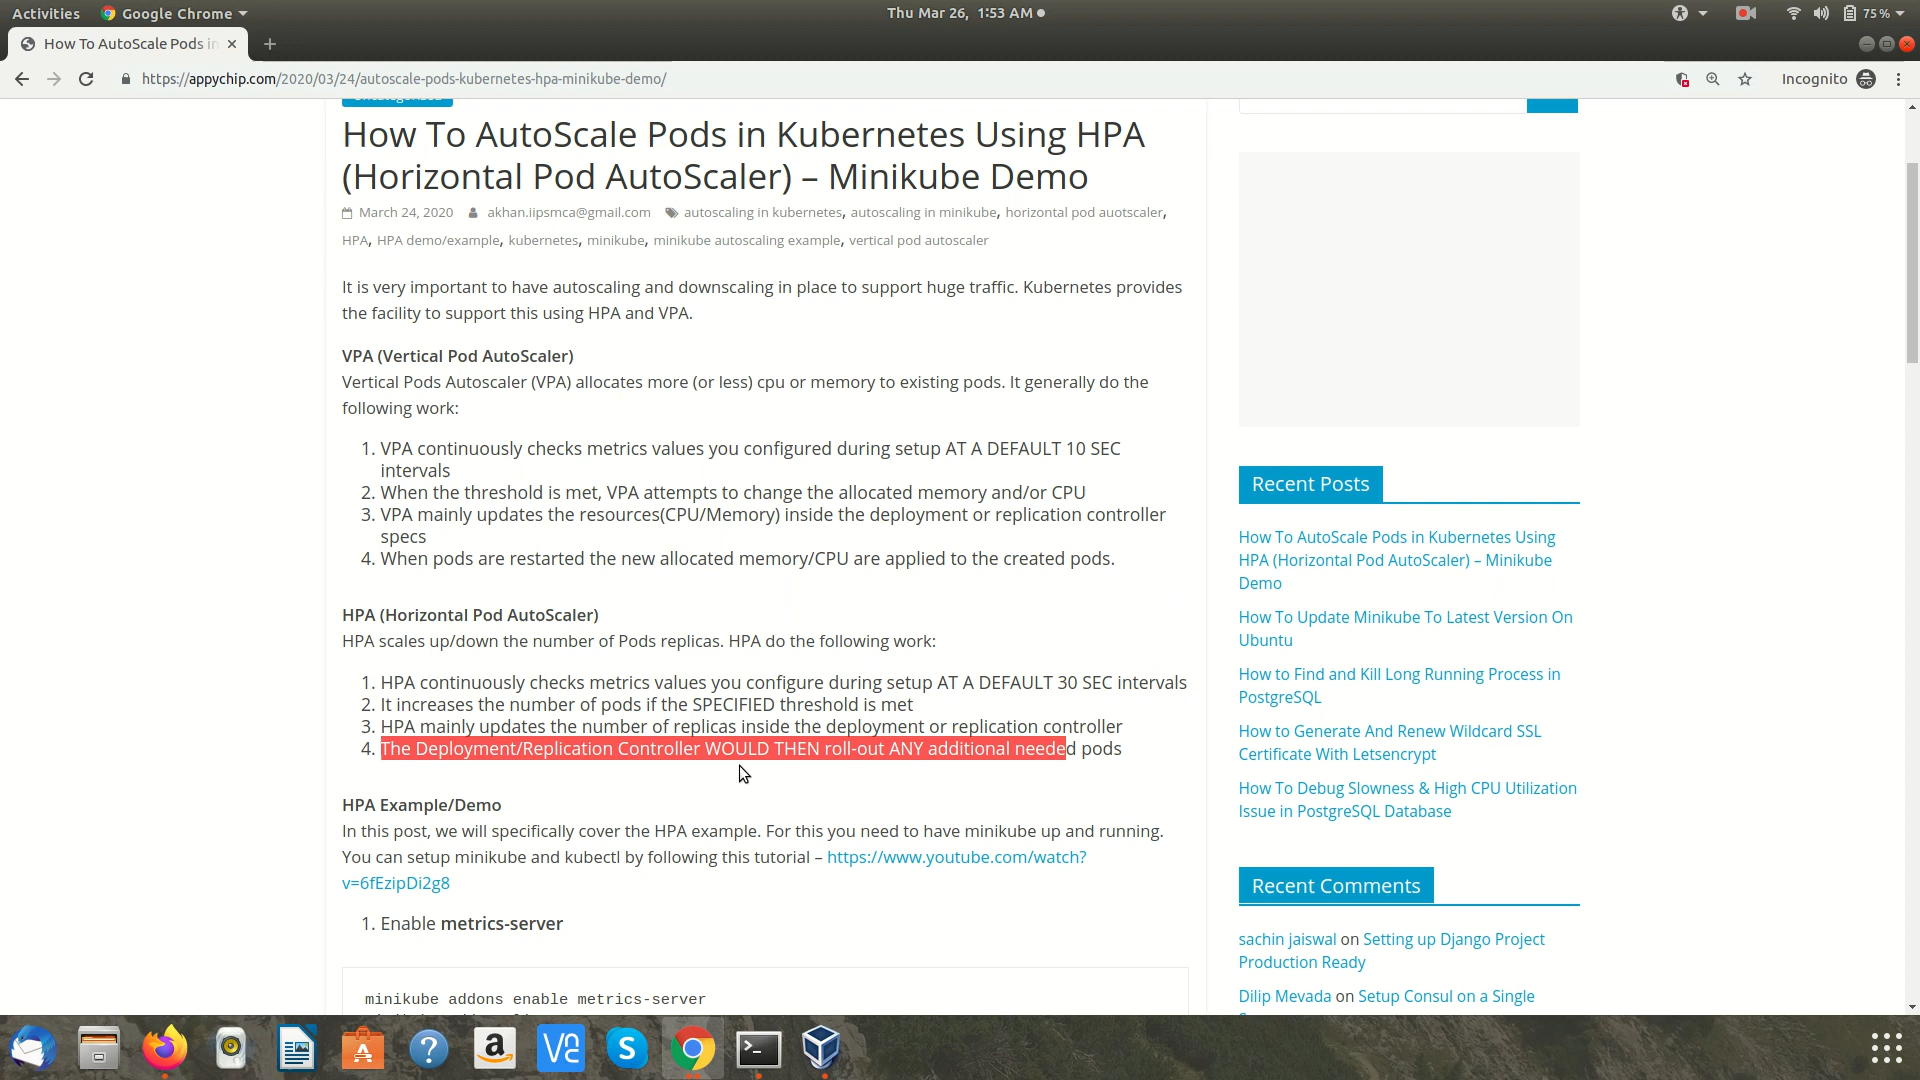 Activities
Google Chrome
Thu Mar 26, 1:53 AM
75%
How To AutoScale Pods in
https://appychip.com/2020/03/24/autoscale-pods-kubernetes-hpa-minikube-demo/
Incognito
How To AutoScale Pods in Kubernetes Using HPA
(Horizontal Pod AutoScaler) – Minikube Demo
March 24, 2020 akhan.iipsmca@gmail.com autoscaling in kubernetes, autoscaling in minikube, horizontal pod auotscaler,
HPA, HPA demo/example, kubernetes, minikube, minikube autoscaling example, vertical pod autoscaler
It is very important to have autoscaling and downscaling in place to support huge traffic. Kubernetes provides
the facility to support this using HPA and VPA.
VPA (Vertical Pod AutoScaler)
Vertical Pods Autoscaler (VPA) allocates more (or less) cpu or memory to existing pods. It generally do the
following work:
1. VPA continuously checks metrics values you configured during setup AT A DEFAULT 10 SEC
intervals
2. When the threshold is met, VPA attempts to change the allocated memory and/or CPU
3. VPA mainly updates the resources(CPU/Memory) inside the deployment or replication controller
specs
4. When pods are restarted the new allocated memory/CPU are applied to the created pods.
HPA (Horizontal Pod AutoScaler)
HPA scales up/down the number of Pods replicas. HPA do the following work:
1. HPA continuously checks metrics values you configure during setup AT A DEFAULT 30 SEC intervals
2. It increases the number of pods if the SPECIFIED threshold is met
3. HPA mainly updates the number of replicas inside the deployment or replication controller
4. The Deployment/Replication Controller WOULD THEN roll-out ANY additional needed pods
HPA Example/Demo
In this post, we will specifically cover the HPA example. For this you need to have minikube up and running.
You can setup minikube and kubectl by following this tutorial – https://www.youtube.com/watch?
v=6fEzipDi2g8
1. Enable metrics-server
minikube addons enable metrics-server
Recent Posts
How To AutoScale Pods in Kubernetes Using
HPA (Horizontal Pod AutoScaler) – Minikube
Demo
How To Update Minikube To Latest Version On
Ubuntu
How to Find and Kill Long Running Process in
PostgreSQL
How to Generate And Renew Wildcard SSL
Certificate With Letsencrypt
How To Debug Slowness & High CPU Utilization
Issue in PostgreSQL Database
Recent Comments
sachin jaiswal on Setting up Django Project
Production Ready
Dilip Mevada on Setup Consul on a Single